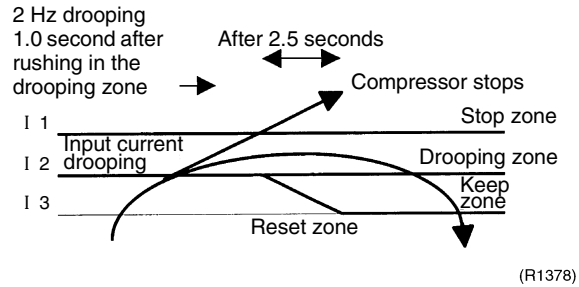 2 Hz drooping
1.0 second after
rushing in the
drooping zone
After 2.5 seconds
Compressor stops
I 1
Stop zone
Input current
drooping
I 2
Drooping zone
Keep
zone
I 3
Reset zone
(R1378)